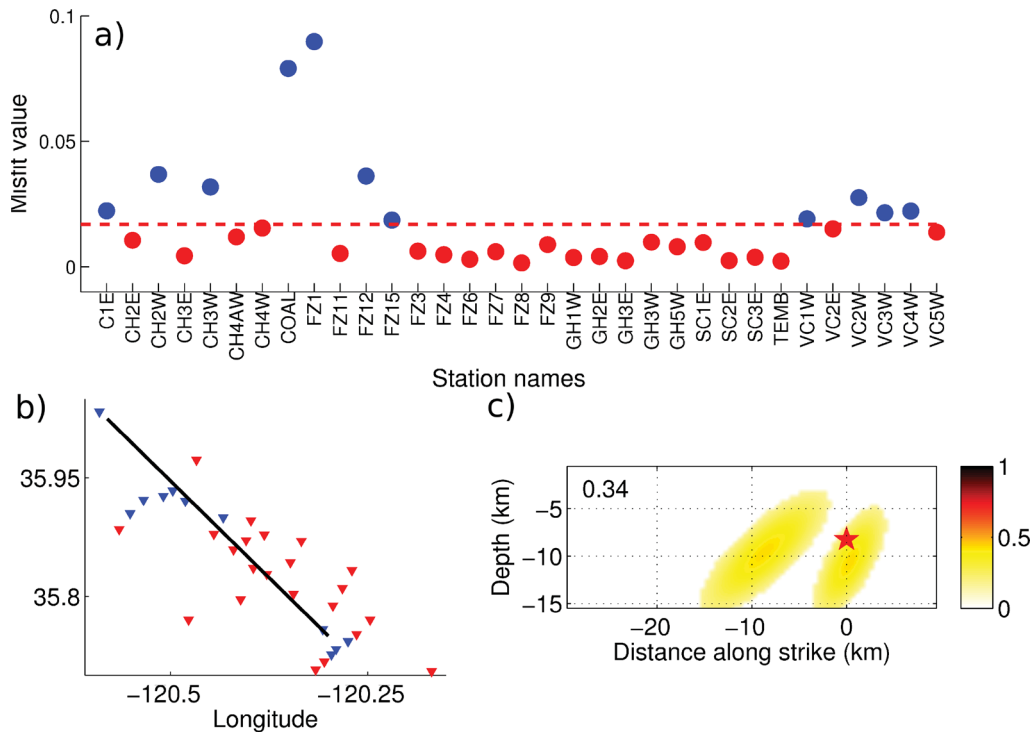 a)
Misfit value
0.1
0.05
0
C1E CH2E CH2W CH3E CH3W CH4AW CH4W COAL FZ1 FZ11 FZ12 FZ15 FZ3 FZ4 FZ6 FZ7 FZ8 FZ9 GH1W GH2E GH3E GH3W GH5W SC1E SC2E SC3E TEMB VC1W VC2E VC2W VC3W VC4W VC5W
Station names
b)
35.95
35.8
−120.5 −120.25
Longitude
c)
0.34
Depth (km)
−5
−10
−15
−20 −10 0
Distance along strike (km)
1
0.5
0